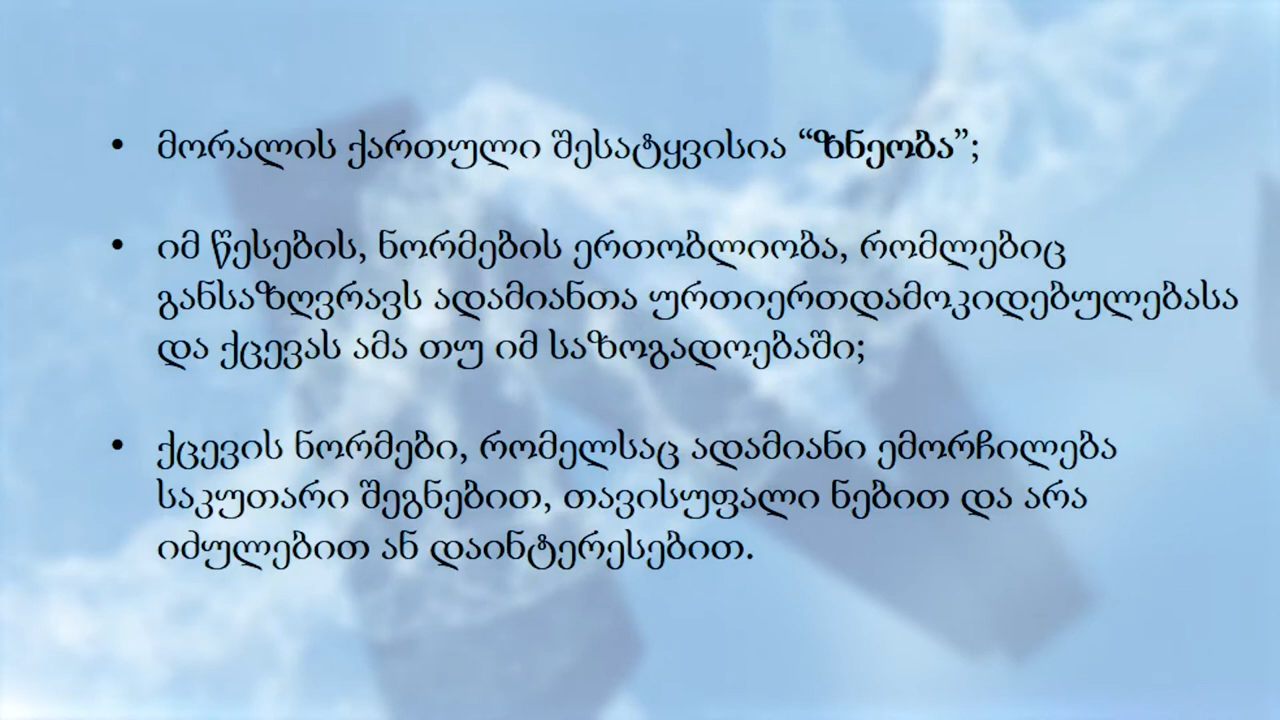 • მორალის ქართული შესატყვისია “ზნეობა”;
• იმ წესების, ნორმების ერთობლიობა, რომლებიც
განსაზღვრავს ადამიანთა ურთიერთდამოკიდებულებასა
და ქცევას ამა თუ იმ საზოგადოებაში;
• ქცევის ნორმები, რომელსაც ადამიანი ემორჩილება
საკუთარი შეგნებით, თავისუფალი ნებით და არა
იძულებით ან დაინტერესებით.